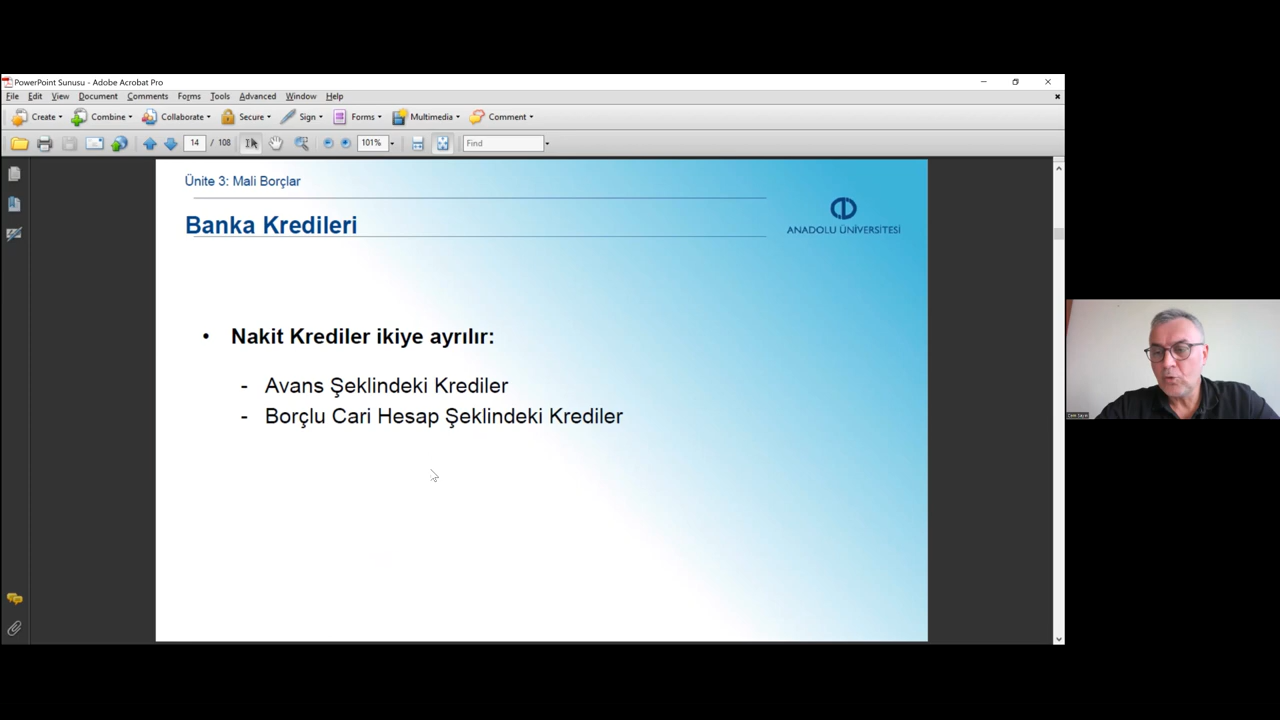 PowerPoint Sunusu - Adobe Acrobat Pro
File Edit View Document Comments Forms Tools Advanced Window Help
Create Combine Collaborate Secure Sign Forms Multimedia Comment
14 / 108 101% Find
Ünite 3: Mali Borçlar
Banka Kredileri
ANADOLU ÜNİVERSİTESİ
• Nakit Krediler ikiye ayrılır:
- Avans Şeklindeki Krediler
- Borçlu Cari Hesap Şeklindeki Krediler